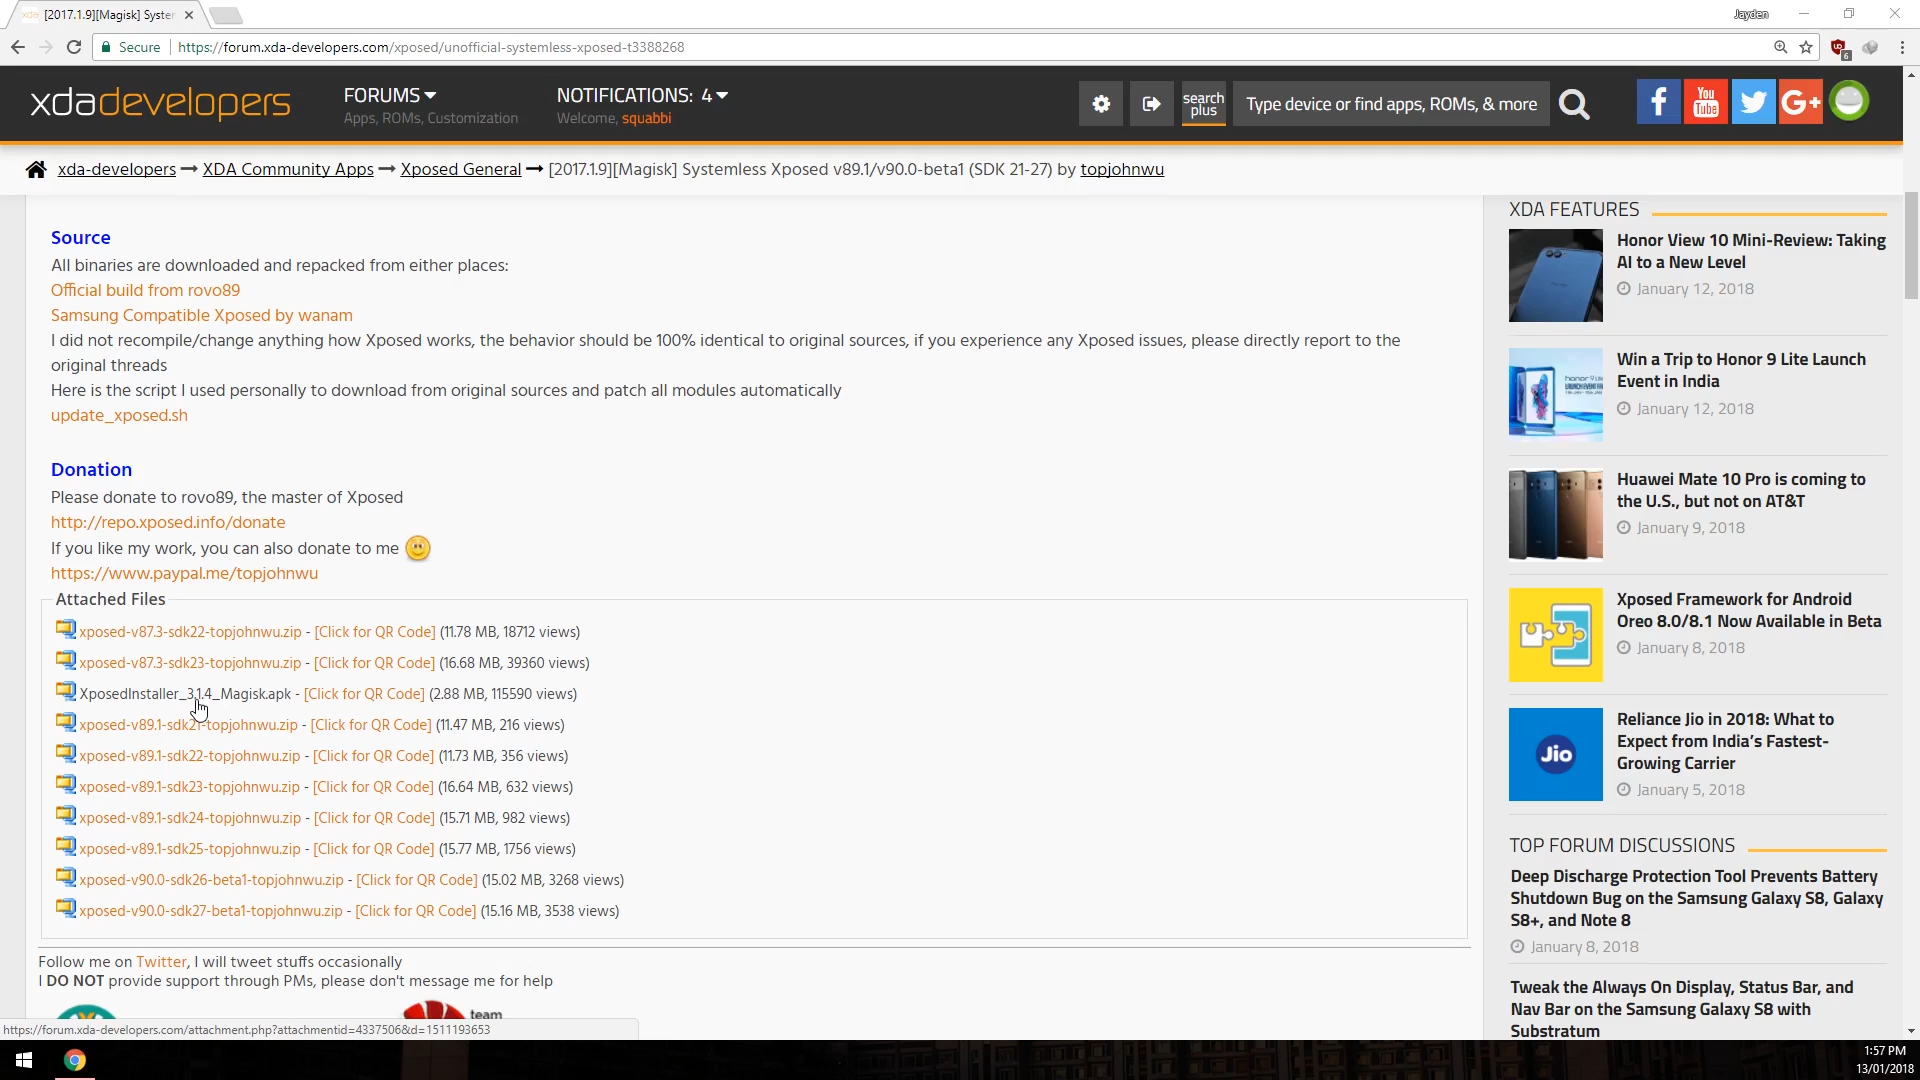 [2017.1.9][Magisk] Syste
Jayden
Secure
https://forum.xda-developers.com/xposed/unofficial-systemless-xposed-t3388268
6
xdadevelopers
FORUMS
Apps, ROMs, Customization
NOTIFICATIONS: 4
Welcome, squabbi
search plus
Type device or find apps, ROMs, & more
You Tube
G+
xda-developers → XDA Community Apps → Xposed General → [2017.1.9][Magisk] Systemless Xposed v89.1/v90.0-beta1 (SDK 21-27) by topjohnwu
Source
All binaries are downloaded and repacked from either places:
Official build from rovo89
Samsung Compatible Xposed by wanam
I did not recompile/change anything how Xposed works, the behavior should be 100% identical to original sources, if you experience any Xposed issues, please directly report to the
original threads
Here is the script I used personally to download from original sources and patch all modules automatically
update_xposed.sh
Donation
Please donate to rovo89, the master of Xposed
http://repo.xposed.info/donate
If you like my work, you can also donate to me
https://www.paypal.me/topjohnwu
Attached Files
xposed-v87.3-sdk22-topjohnwu.zip - [Click for QR Code] (11.78 MB, 18712 views)
xposed-v87.3-sdk23-topjohnwu.zip - [Click for QR Code] (16.68 MB, 39360 views)
XposedInstaller_3.1.4_Magisk.apk - [Click for QR Code] (2.88 MB, 115590 views)
xposed-v89.1-sdk21-topjohnwu.zip - [Click for QR Code] (11.47 MB, 216 views)
xposed-v89.1-sdk22-topjohnwu.zip - [Click for QR Code] (11.73 MB, 356 views)
xposed-v89.1-sdk23-topjohnwu.zip - [Click for QR Code] (16.64 MB, 632 views)
xposed-v89.1-sdk24-topjohnwu.zip - [Click for QR Code] (15.71 MB, 982 views)
xposed-v89.1-sdk25-topjohnwu.zip - [Click for QR Code] (15.77 MB, 1756 views)
xposed-v90.0-sdk26-beta1-topjohnwu.zip - [Click for QR Code] (15.02 MB, 3268 views)
xposed-v90.0-sdk27-beta1-topjohnwu.zip - [Click for QR Code] (15.16 MB, 3538 views)
Follow me on Twitter, I will tweet stuffs occasionally
I DO NOT provide support through PMs, please don't message me for help
team
https://forum.xda-developers.com/attachment.php?attachmentid=4337506&d=1511193653
XDA FEATURES
Honor View 10 Mini-Review: Taking
AI to a New Level
January 12, 2018
Win a Trip to Honor 9 Lite Launch
Event in India
January 12, 2018
Huawei Mate 10 Pro is coming to
the U.S., but not on AT&T
January 9, 2018
Xposed Framework for Android
Oreo 8.0/8.1 Now Available in Beta
January 8, 2018
Jio
Reliance Jio in 2018: What to
Expect from India's Fastest-
Growing Carrier
January 5, 2018
TOP FORUM DISCUSSIONS
Deep Discharge Protection Tool Prevents Battery
Shutdown Bug on the Samsung Galaxy S8, Galaxy
S8+, and Note 8
January 8, 2018
Tweak the Always On Display, Status Bar, and
Nav Bar on the Samsung Galaxy S8 with
Substratum
1:57 PM
13/01/2018